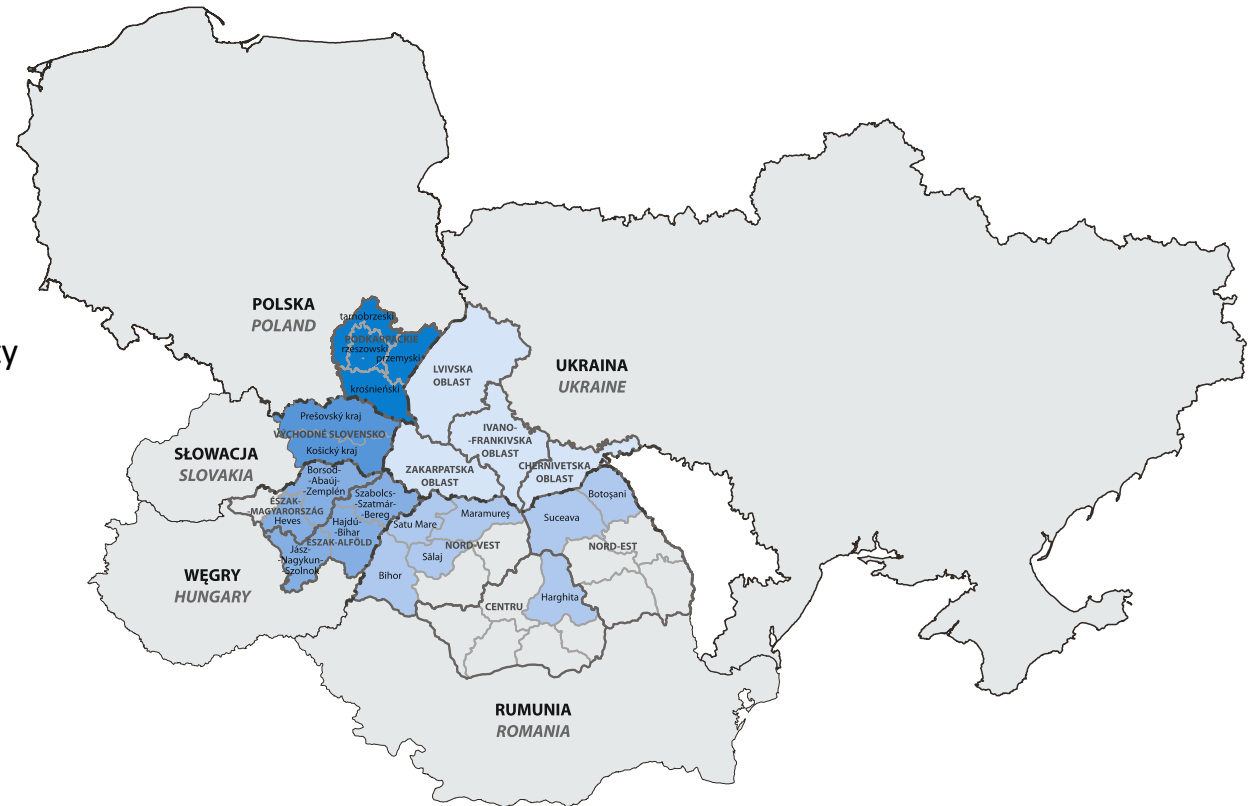 POLSKA
POLAND
tarnobrzeski
PODKARPACKIE
rzeszowski
przemyski
krośnieński
UKRAINA
UKRAINE
LVIVSKA
OBLAST
IVANO-
-FRANKIVSKA
OBLAST
ZAKARPATSKA
OBLAST
CHERNIVETSKA
OBLAST
SŁOWACJA
SLOVAKIA
Prešovský kraj
VÝCHODNÉ SLOVENSKO
Košický kraj
WĘGRY
HUNGARY
Borsod-
-Abaúj-
-Zemplén
ÉSZAK-
-MAGYARORSZÁG
Heves
Szabolcs-
-Szatmár-
-Bereg
Hajdú-
-Bihar
ÉSZAK-ALFÖLD
Jász-
-Nagykun-
-Szolnok
Satu Mare
Maramureş
NORD-VEST
Sălaj
Bihor
Suceava
Botoşani
NORD-EST
CENTRU
Harghita
RUMUNIA
ROMANIA